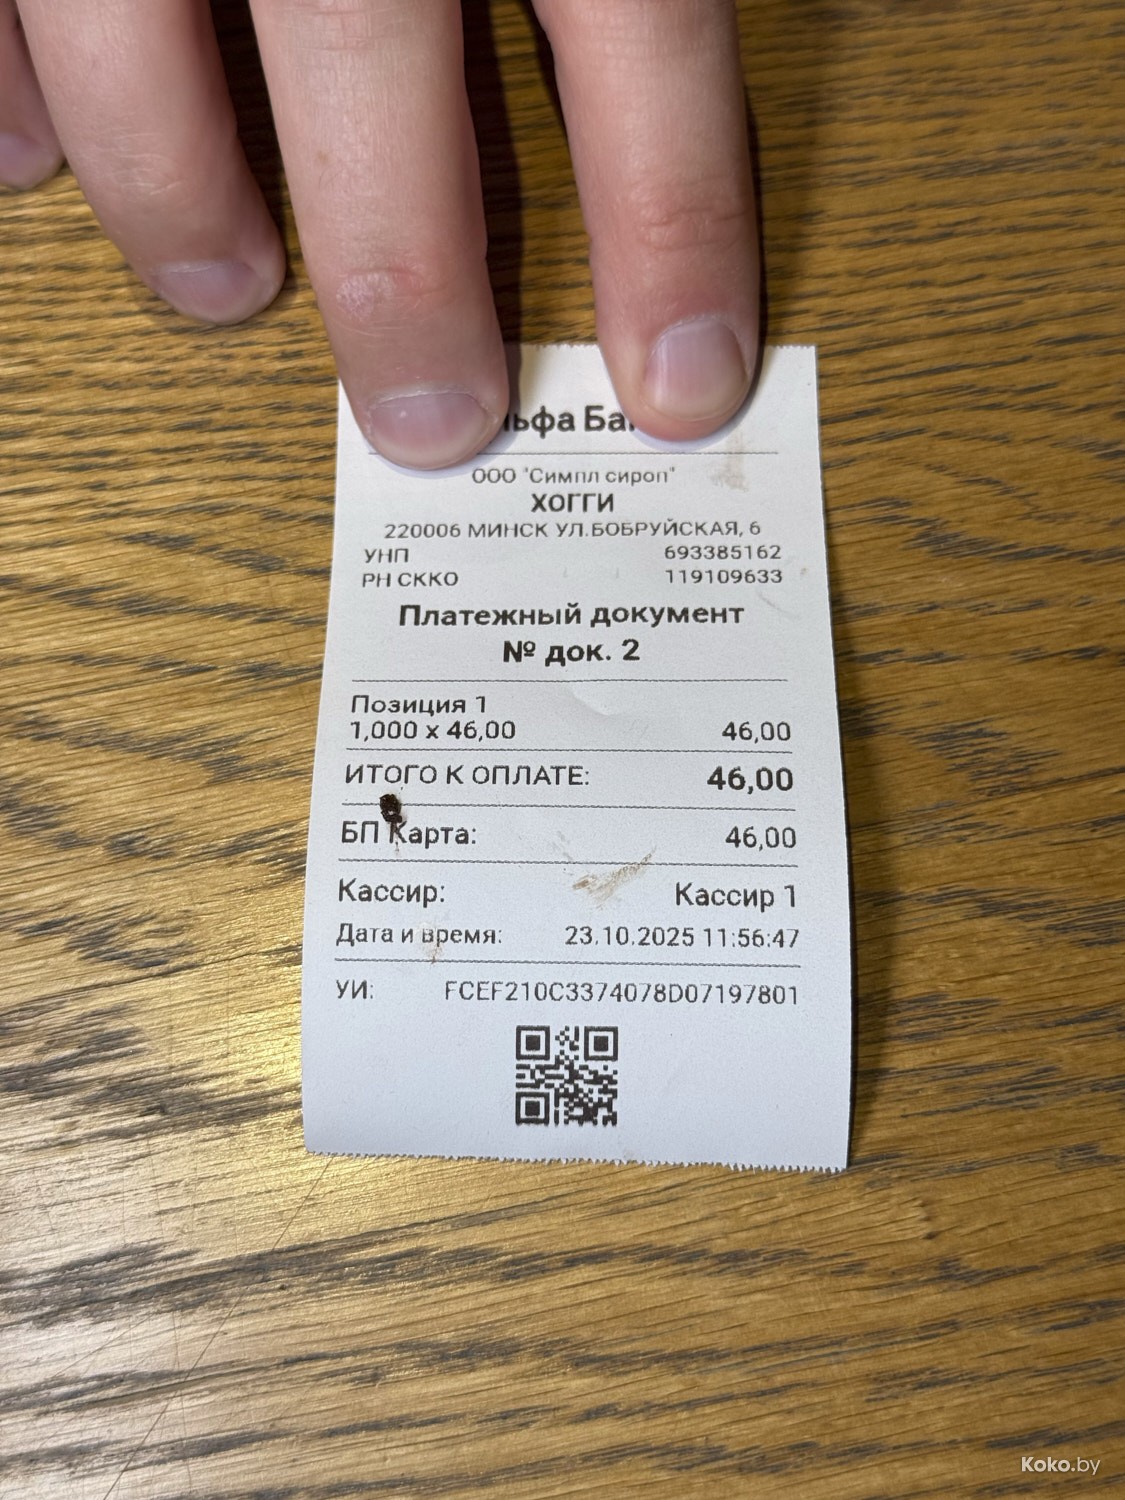 ООО "Симпл сироп"
ХОГГИ
220006 МИНСК УЛ.БОБРУЙСКАЯ, 6
УНП 693385162
РН СККО 119109633
Платежный документ
№ док. 2
Позиция 1
1,000 x 46,00 46,00
ИТОГО К ОПЛАТЕ: 46,00
БП Карта: 46,00
Кассир: Кассир 1
Дата и время: 23.10.2025 11:56:47
УИ: FCEF210C3374078D07197801
Koko.by